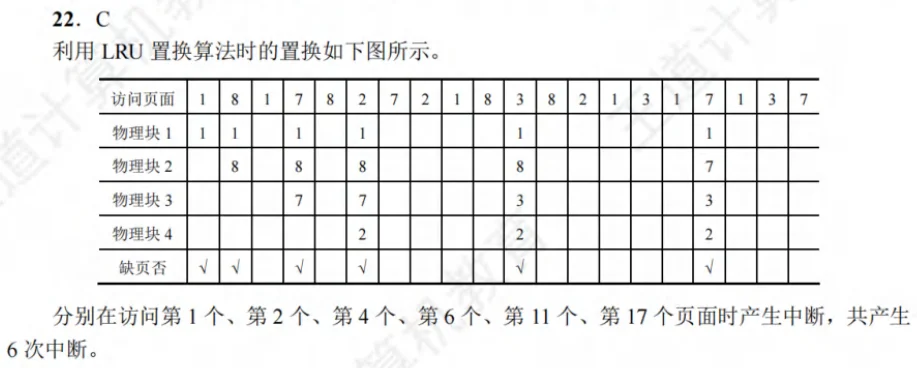 22. C
利用 LRU 置换算法时的置换如下图所示。
访问页面 1 8 1 7 8 2 7 2 1 8 3 8 2 1 3 1 7 1 3 7
物理块 1 1 1 1 1 1 1
物理块 2 8 8 8 8 7
物理块 3 7 7 3 3
物理块 4 2 2 2
缺页否 √ √ √ √ √ √
分别在访问第 1 个、第 2 个、第 4 个、第 6 个、第 11 个、第 17 个页面时产生中断，共产生
6 次中断。